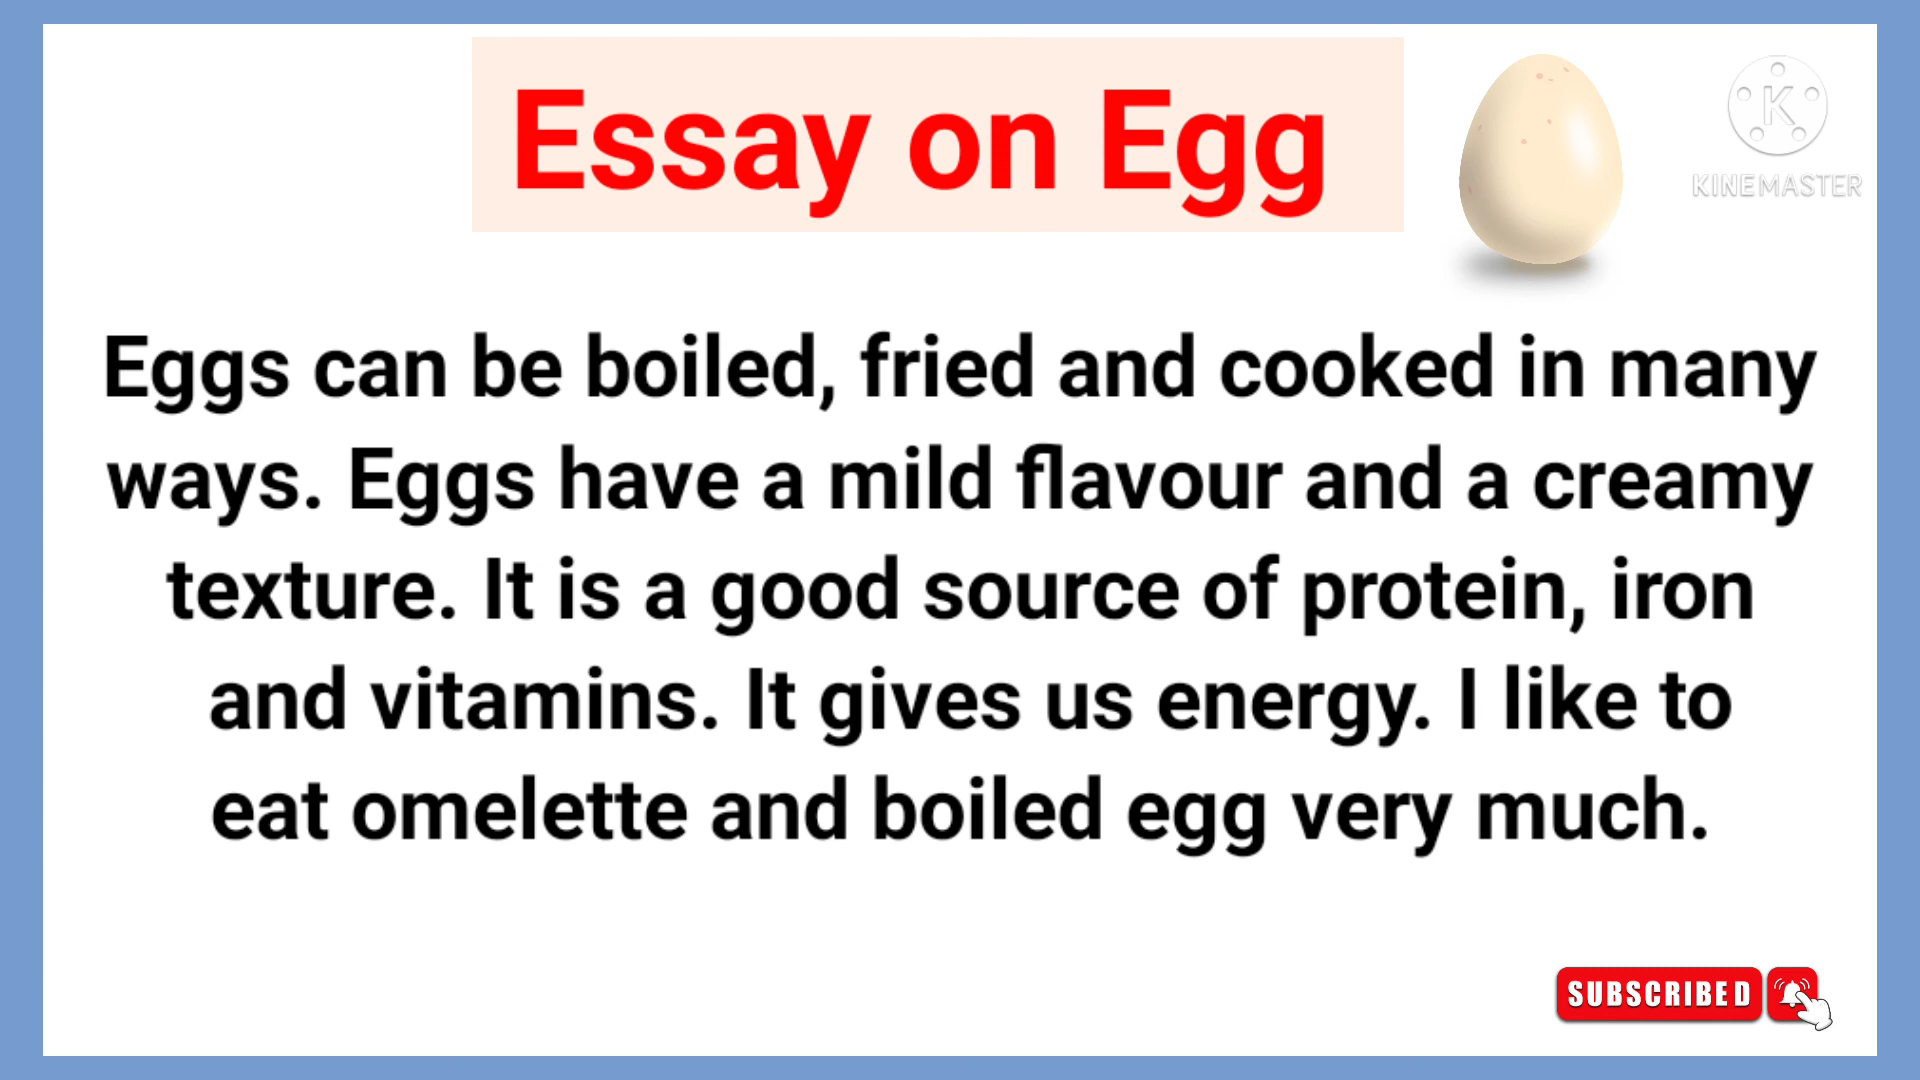 Essay on Egg
K
KINEMASTER
Eggs can be boiled, fried and cooked in many
ways. Eggs have a mild flavour and a creamy
texture. It is a good source of protein, iron
and vitamins. It gives us energy. I like to
eat omelette and boiled egg very much.
SUBSCRIBED